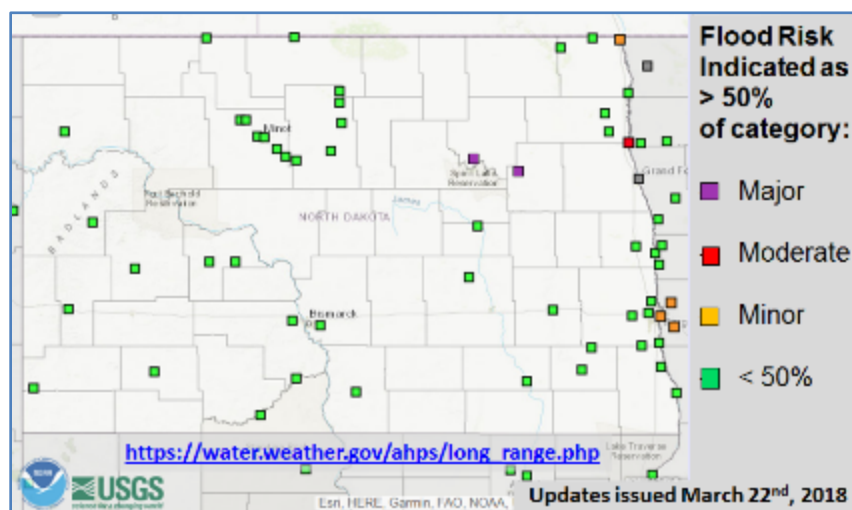 Flood Risk
Indicated as
> 50%
of category:
Major
Moderate
Minor
< 50%
Minot
Spirit Lake
Reservation
Grand Fo
Fort Berthold
Reservation
BADLANDS
NORTH DAKOTA
James
Bismarck
Lake Traverse
Reservation
https://water.weather.gov/ahps/long_range.php
USGS
Esri, HERE, Garmin, FAO, NOAA,
Updates issued March 22nd, 2018